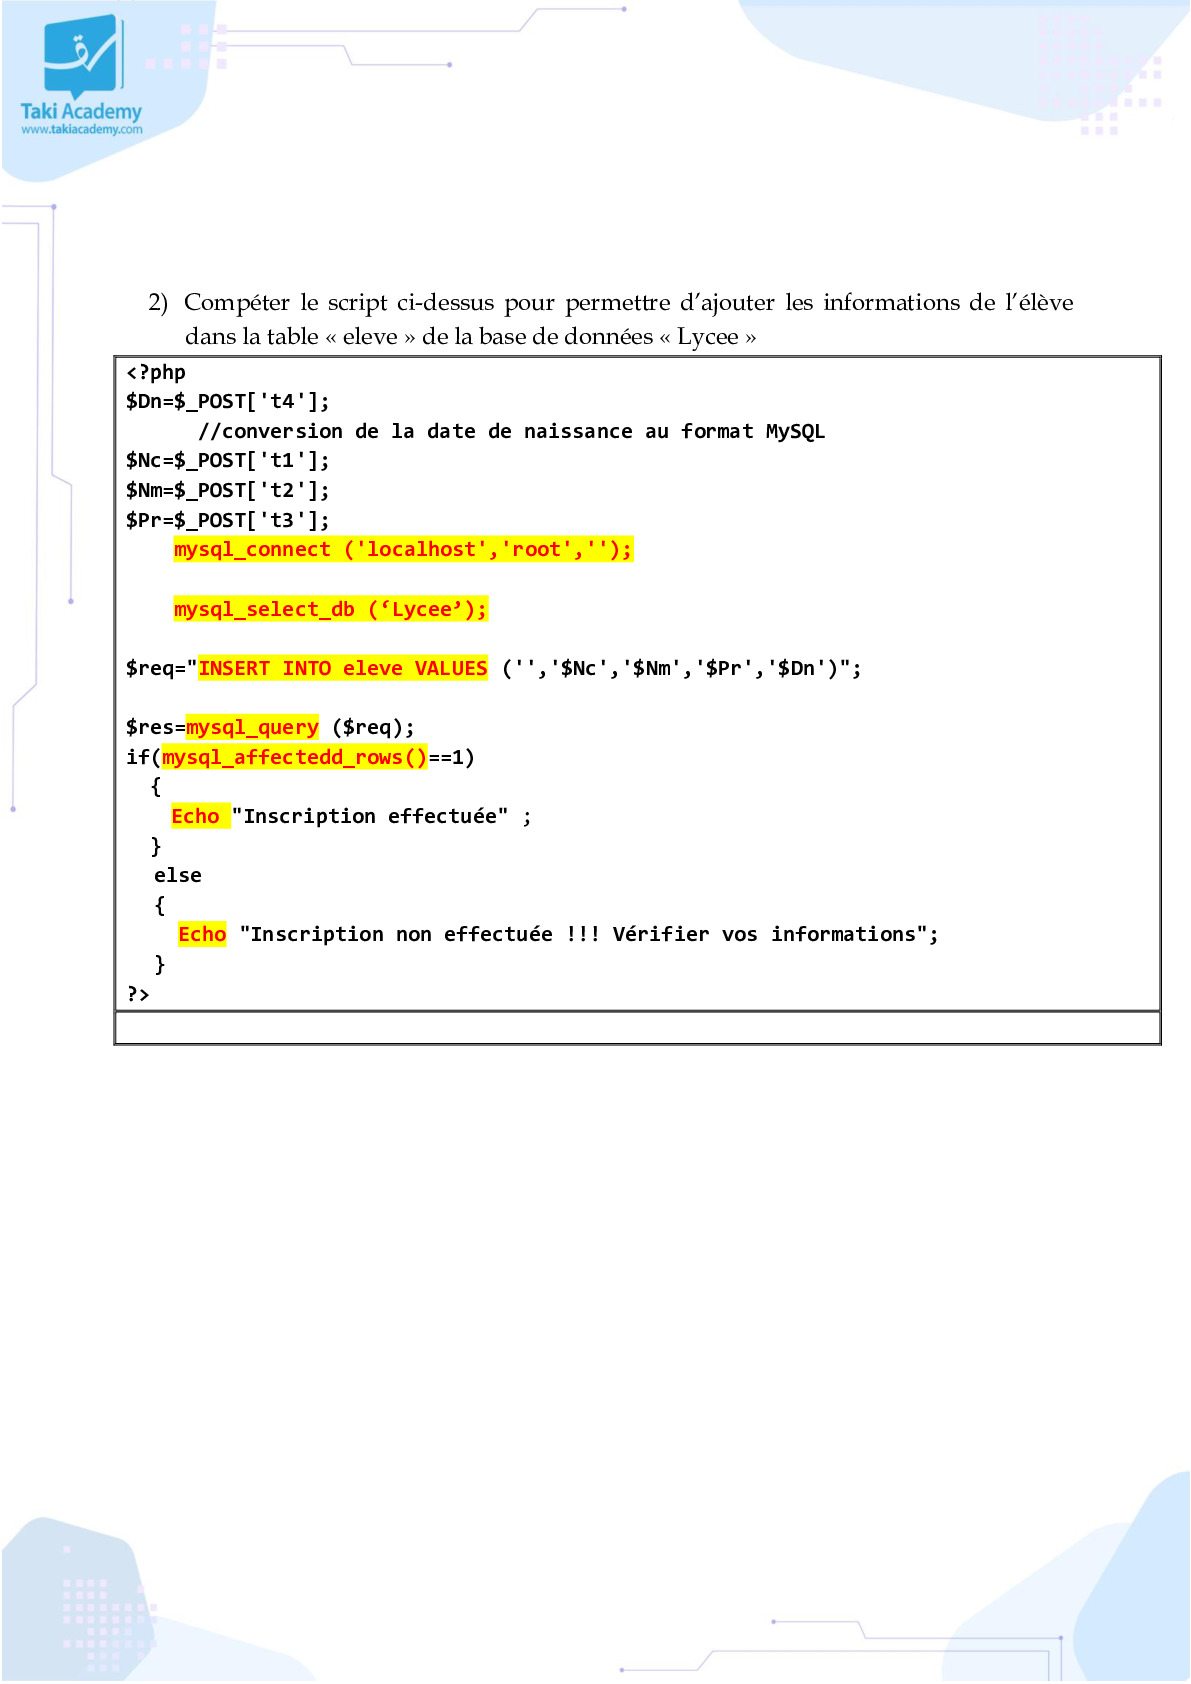 Taki Academy
www.takiacademy.com
2) Compéter le script ci-dessus pour permettre d’ajouter les informations de l’élève
dans la table « eleve » de la base de données « Lycee »
<?php
$Dn=$_POST['t4'];
//conversion de la date de naissance au format MySQL
$Nc=$_POST['t1'];
$Nm=$_POST['t2'];
$Pr=$_POST['t3'];
mysql_connect ('localhost','root','');
mysql_select_db (‘Lycee’);
$req="INSERT INTO eleve VALUES ('','$Nc','$Nm','$Pr','$Dn')";
$res=mysql_query ($req);
if(mysql_affectedd_rows()==1)
{
Echo "Inscription effectuée" ;
}
else
{
Echo "Inscription non effectuée !!! Vérifier vos informations";
}
?>